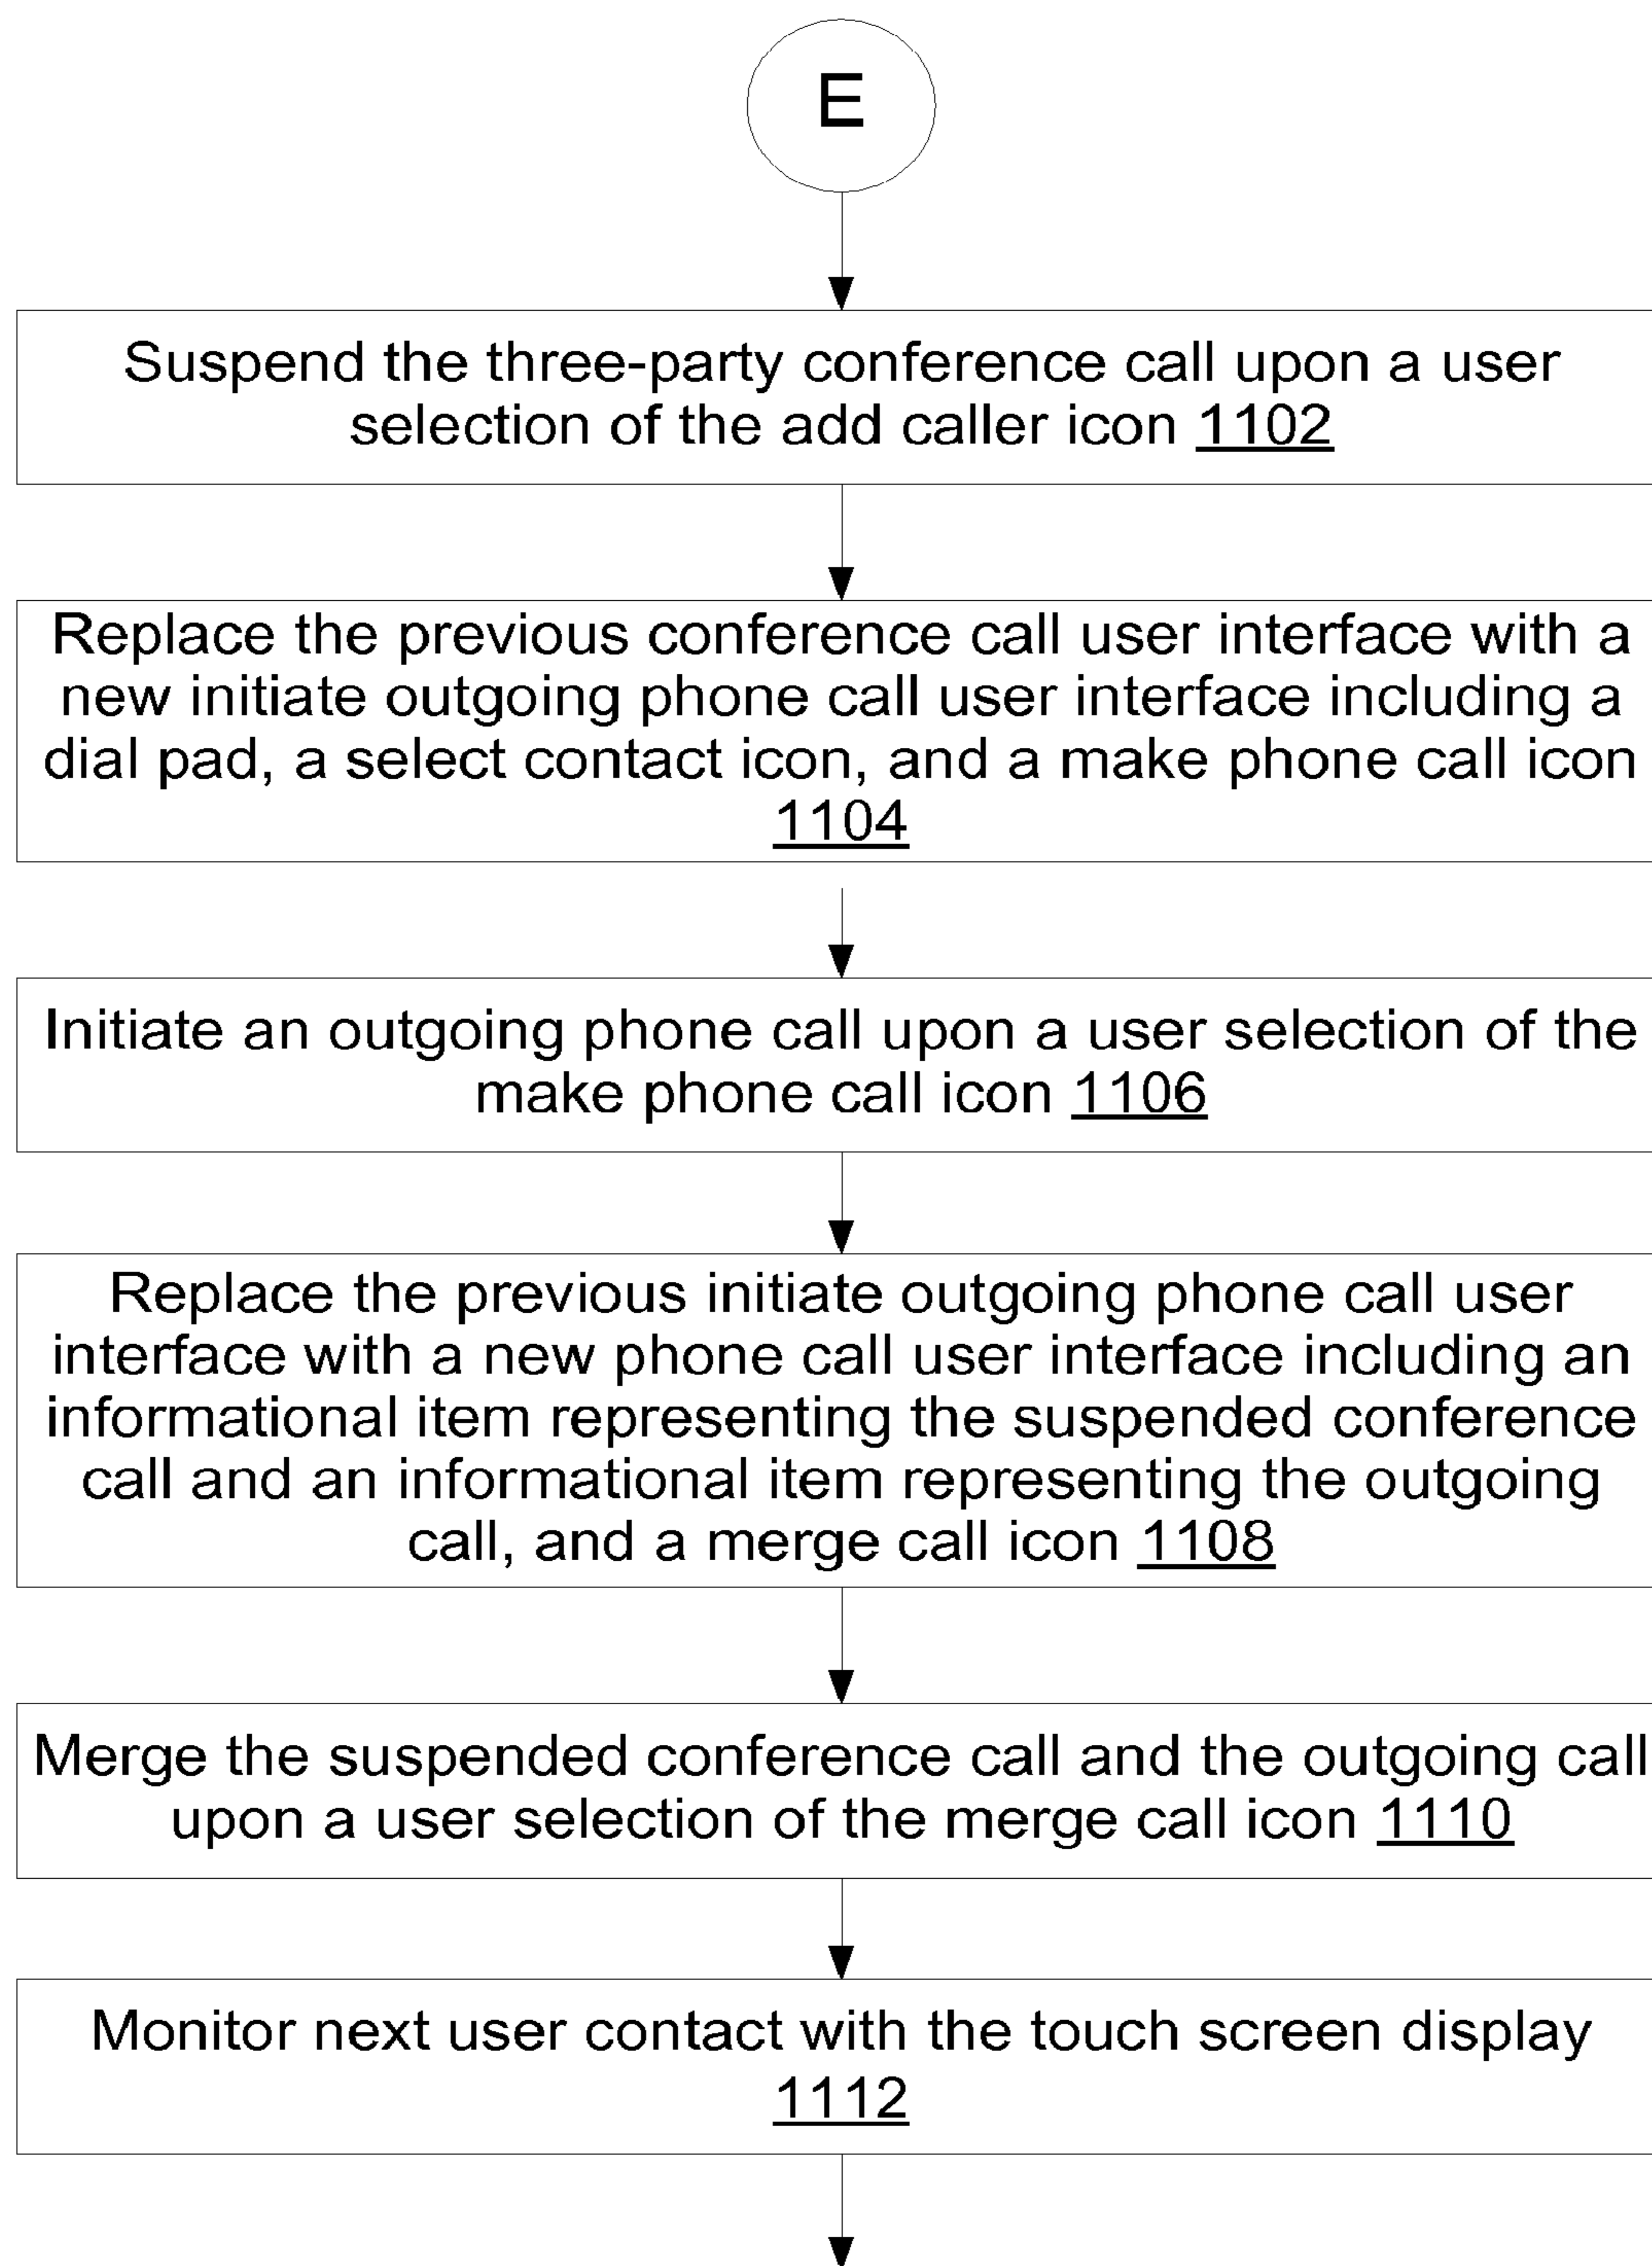 E
Suspend the three-party conference call upon a user
selection of the add caller icon 1102
Replace the previous conference call user interface with a
new initiate outgoing phone call user interface including a
dial pad, a select contact icon, and a make phone call icon
1104
Initiate an outgoing phone call upon a user selection of the
make phone call icon 1106
Replace the previous initiate outgoing phone call user
interface with a new phone call user interface including an
informational item representing the suspended conference
call and an informational item representing the outgoing
call, and a merge call icon 1108
Merge the suspended conference call and the outgoing call
upon a user selection of the merge call icon 1110
Monitor next user contact with the touch screen display
1112